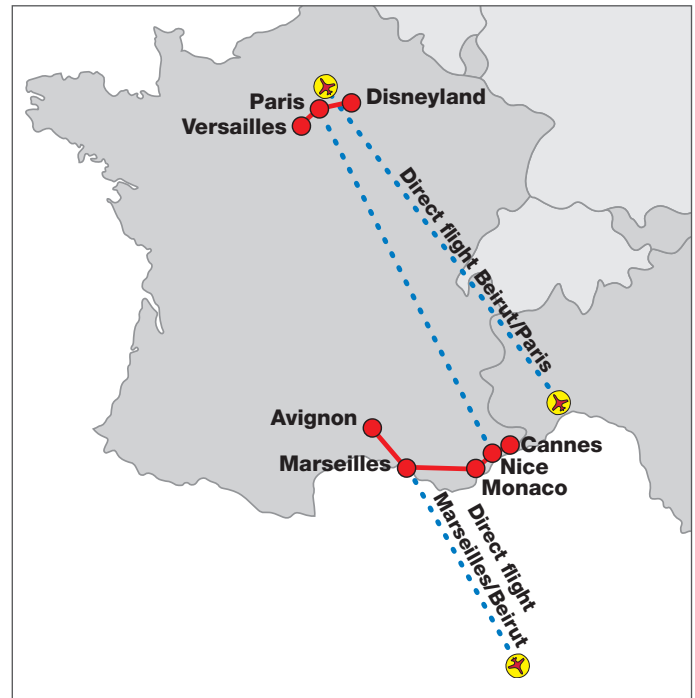 Paris
Disneyland
Versailles
Direct flight Beirut/Paris
Avignon
Cannes
Marseilles
Nice
Monaco
Direct flight
Marseilles/Beirut